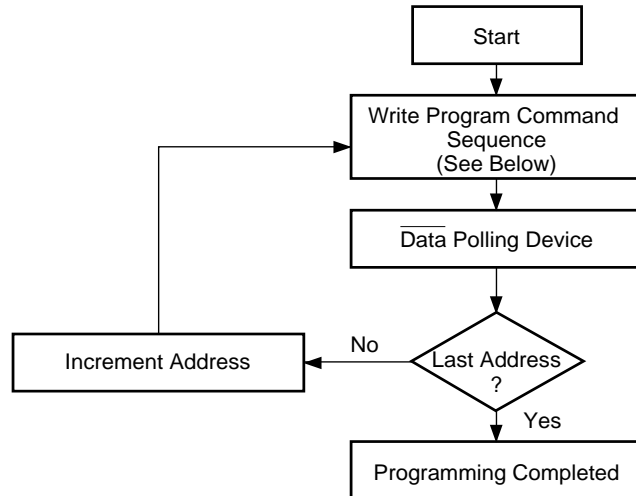 Start
Write Program Command
Sequence
(See Below)
Data Polling Device
Last Address
?
No
Increment Address
Yes
Programming Completed